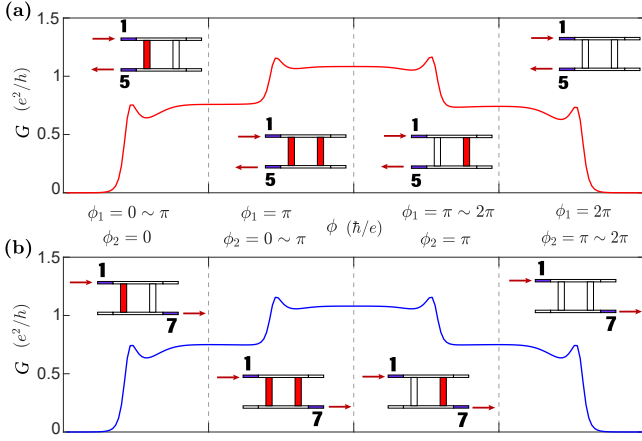 (a)
1.5
1
0.5
0
G (e²/h)
1
5
1
5
1
5
1
5
ϕ₁ = 0 ∼ π
ϕ₂ = 0
ϕ₁ = π
ϕ₂ = 0 ∼ π
ϕ (ħ/e)
ϕ₁ = π ∼ 2π
ϕ₂ = π
ϕ₁ = 2π
ϕ₂ = π ∼ 2π
(b)
1.5
1
0.5
0
G (e²/h)
1
7
1
7
1
7
1
7